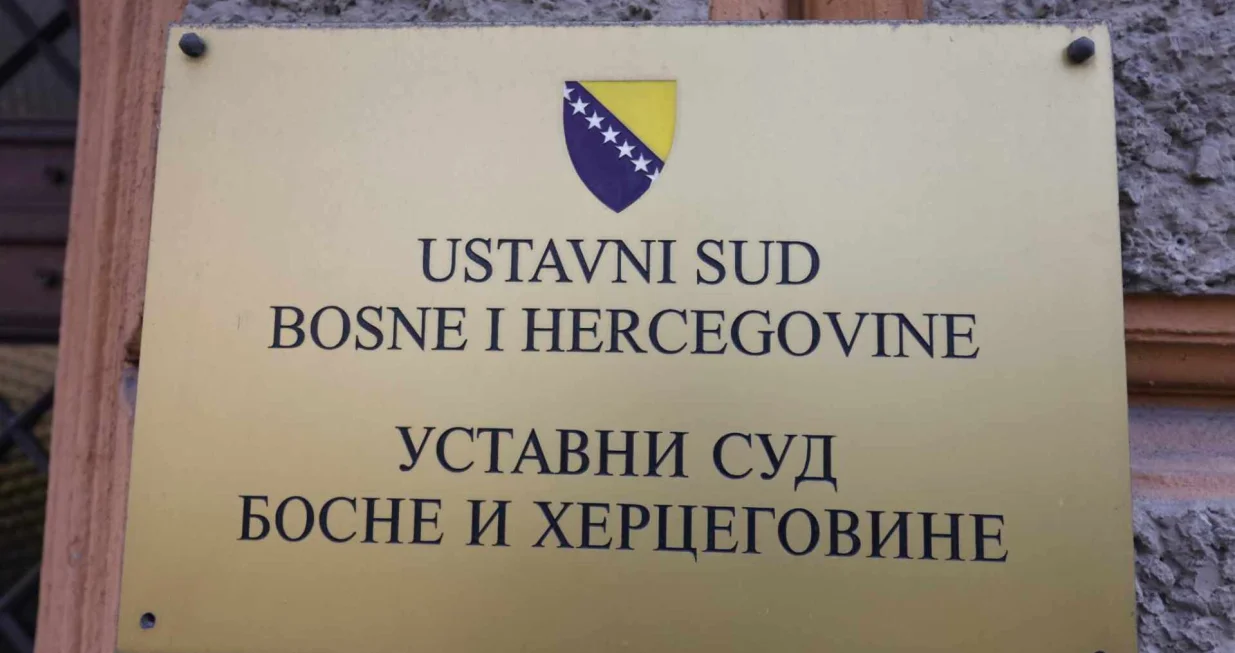 USTAVNI SUD
BOSNE I HERCEGOVINE
УСТАВНИ СУД
БОСНЕ И ХЕРЦЕГОВИНЕ